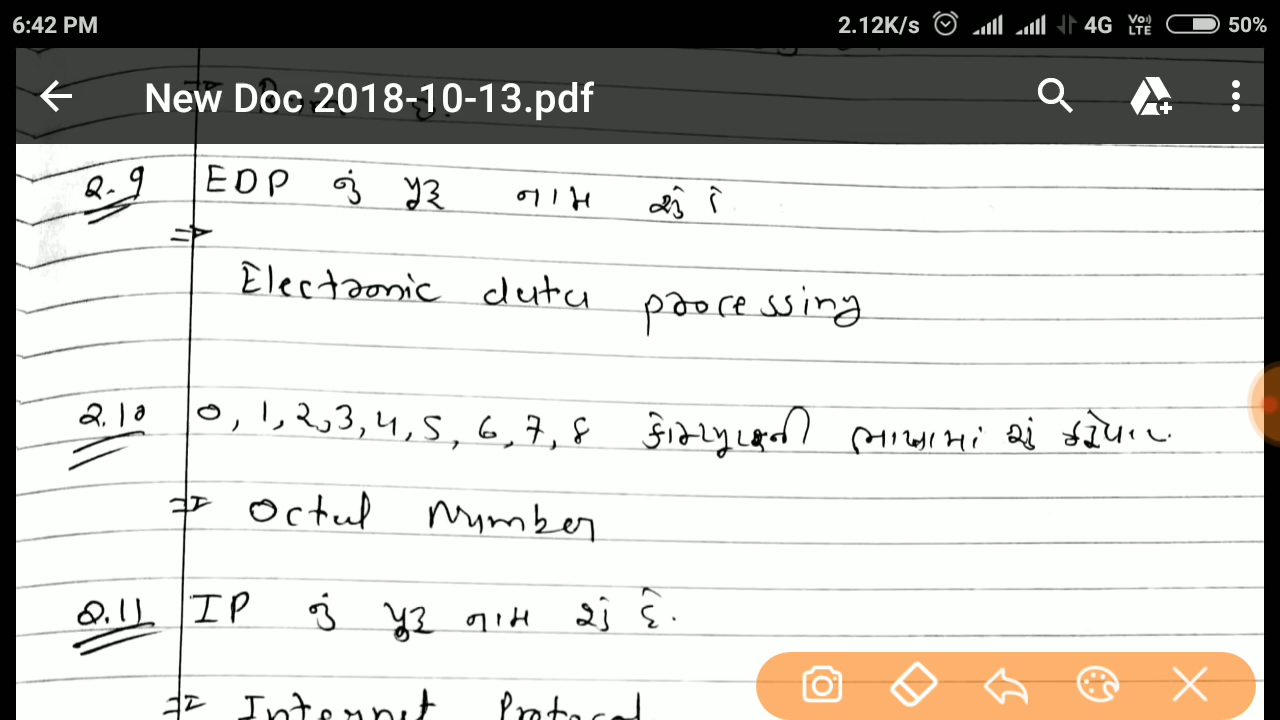 6:42 PM 2.12K/s 4G VoLTE 50%
New Doc 2018-10-13.pdf
Q.9 EDP નું પુરૂ નામ શું છે
⇒
Electronic data processing
Q.10 0, 1, 2, 3, 4, 5, 6, 7, 8 કોમ્પ્યુટરની ભાષામાં શું કહેવાય.
⇒ Octal Number
Q.11 IP નું પુરૂ નામ શું છે.
⇒ Internet Protocol